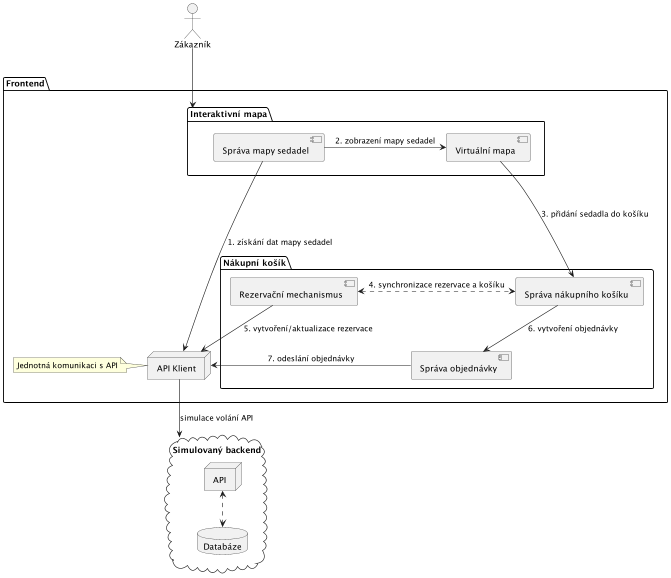 Zákazník
Frontend
Interaktivní mapa
Správa mapy sedadel
2. zobrazení mapy sedadel
Virtuální mapa
3. přidání sedadla do košíku
1. získání dat mapy sedadel
Nákupní košík
Rezervační mechanismus
4. synchronizace rezervace a košíku
Správa nákupního košíku
5. vytvoření/aktualizace rezervace
6. vytvoření objednávky
Jednotná komunikaci s API
API Klient
7. odeslání objednávky
Správa objednávky
simulace volání API
Simulovaný backend
API
Databáze